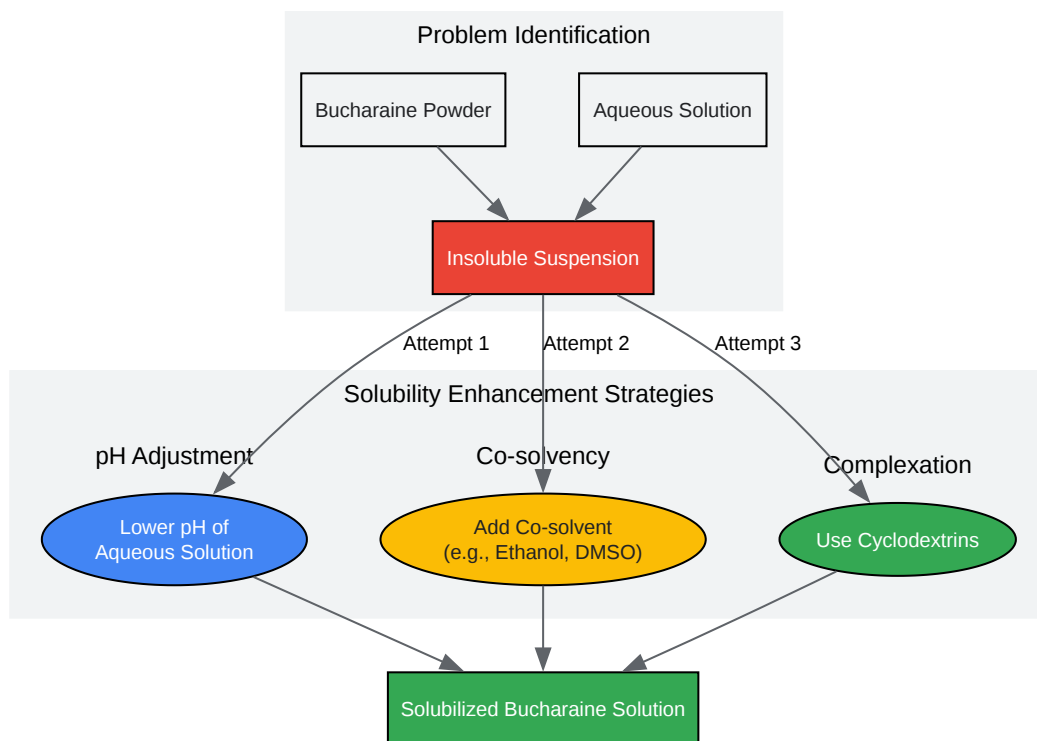 Problem Identification
Bucharaine Powder
Aqueous Solution
Insoluble Suspension
Attempt 1
Attempt 2
Attempt 3
Solubility Enhancement Strategies
pH Adjustment
Co-solvency
Complexation
Lower pH of
Aqueous Solution
Add Co-solvent
(e.g., Ethanol, DMSO)
Use Cyclodextrins
Solubilized Bucharaine Solution